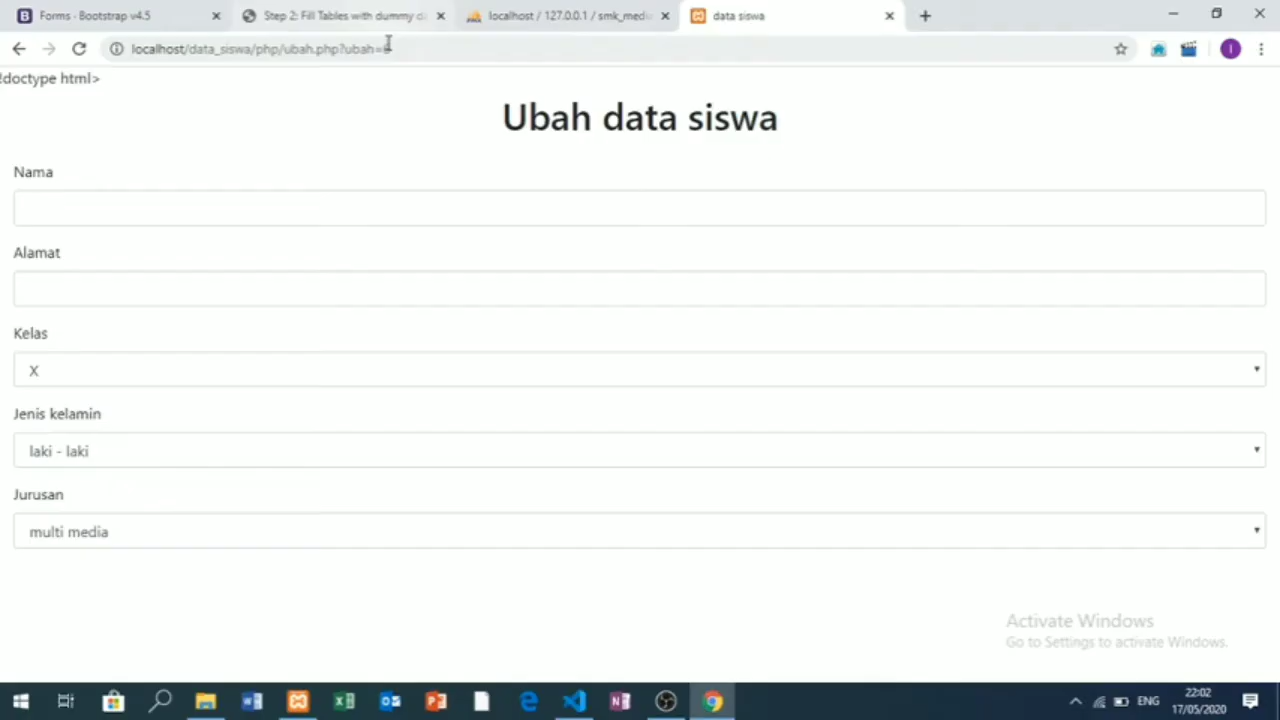 Forms · Bootstrap v4.5
Step 2: Fill Tables with dummy d
localhost / 127.0.0.1 / smk_medi
data siswa
localhost/data_siswa/php/ubah.php?ubah=
!doctype html>
Ubah data siswa
Nama
Alamat
Kelas
X
Jenis kelamin
laki - laki
Jurusan
multi media
Activate Windows
Go to Settings to activate Windows.
ENG
22:02
17/05/2020